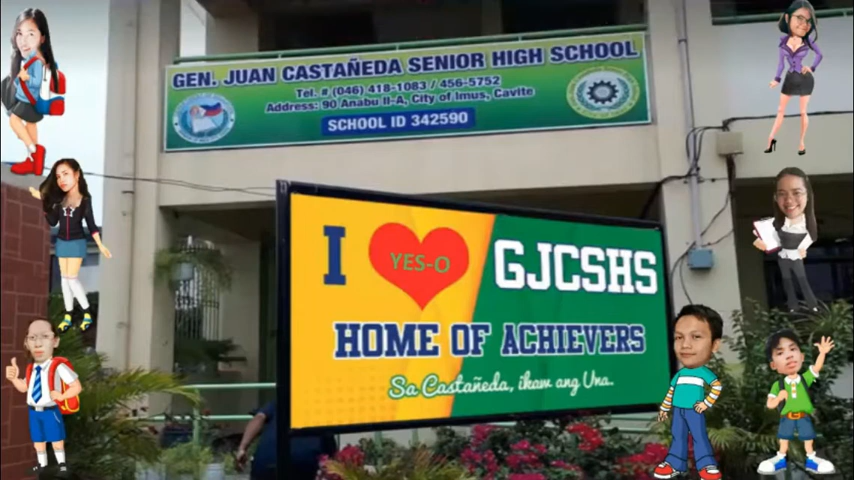 GEN. JUAN CASTAÑEDA SENIOR HIGH SCHOOL
Tel. # (046) 418-1083 / 456-5752
Address: 90 Anabu II-A, City of Imus, Cavite
SCHOOL ID 342590
I YES-O GJCSHS
HOME OF ACHIEVERS
Sa Castañeda, ikaw ang Una.